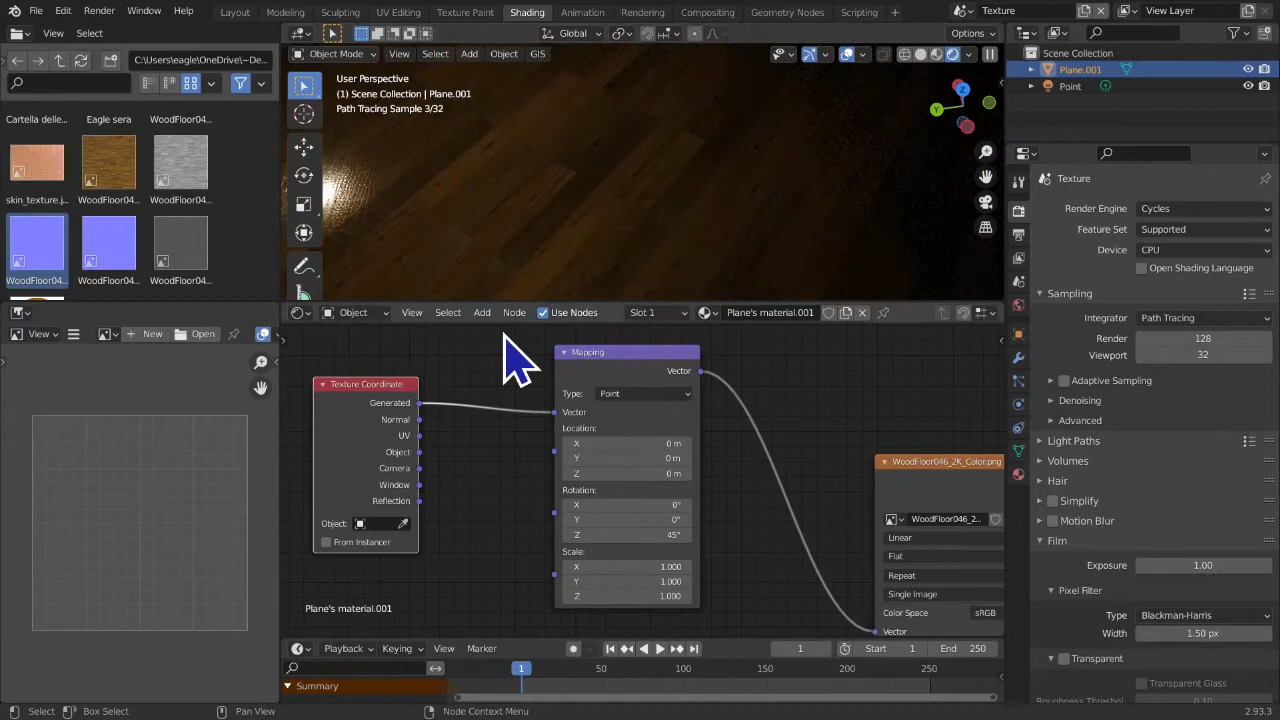 File Edit Render Window Help Layout Modeling Sculpting UV Editing Texture Paint Shading Animation Rendering Compositing Geometry Nodes Scripting + Texture View Layer
View Select
C:\Users\eagle\OneDrive\~De...
Cartella delle... Eagle sera WoodFloor04...
skin_texture.j... WoodFloor04... WoodFloor04...
WoodFloor04... WoodFloor04... WoodFloor04...
View New Open
Global Options
Object Mode View Select Add Object GIS
User Perspective
(1) Scene Collection | Plane.001
Path Tracing Sample 3/32
Z
Y
X
Object View Select Add Node Use Nodes Slot 1 Plane's material.001
Texture Coordinate
Generated
Normal
UV
Object
Camera
Window
Reflection
Object:
From Instancer
Mapping
Vector
Type: Point
Vector
Location:
X 0 m
Y 0 m
Z 0 m
Rotation:
X 0°
Y 0°
Z 45°
Scale:
X 1.000
Y 1.000
Z 1.000
WoodFloor046_2K_Color.png
WoodFloor046_2...
Linear
Flat
Repeat
Single Image
Color Space sRGB
Vector
Plane's material.001
Playback Keying View Marker 1 Start 1 End 250
1 50 100 150 200 250
Summary
Scene Collection
Plane.001
Point
Texture
Render Engine Cycles
Feature Set Supported
Device CPU
Open Shading Language
Sampling
Integrator Path Tracing
Render 128
Viewport 32
Adaptive Sampling
Denoising
Advanced
Light Paths
Volumes
Hair
Simplify
Motion Blur
Film
Exposure 1.00
Pixel Filter
Type Blackman-Harris
Width 1.50 px
Transparent
Transparent Glass
Roughness Threshol. 0.10
Select Box Select Pan View Node Context Menu 2.93.3